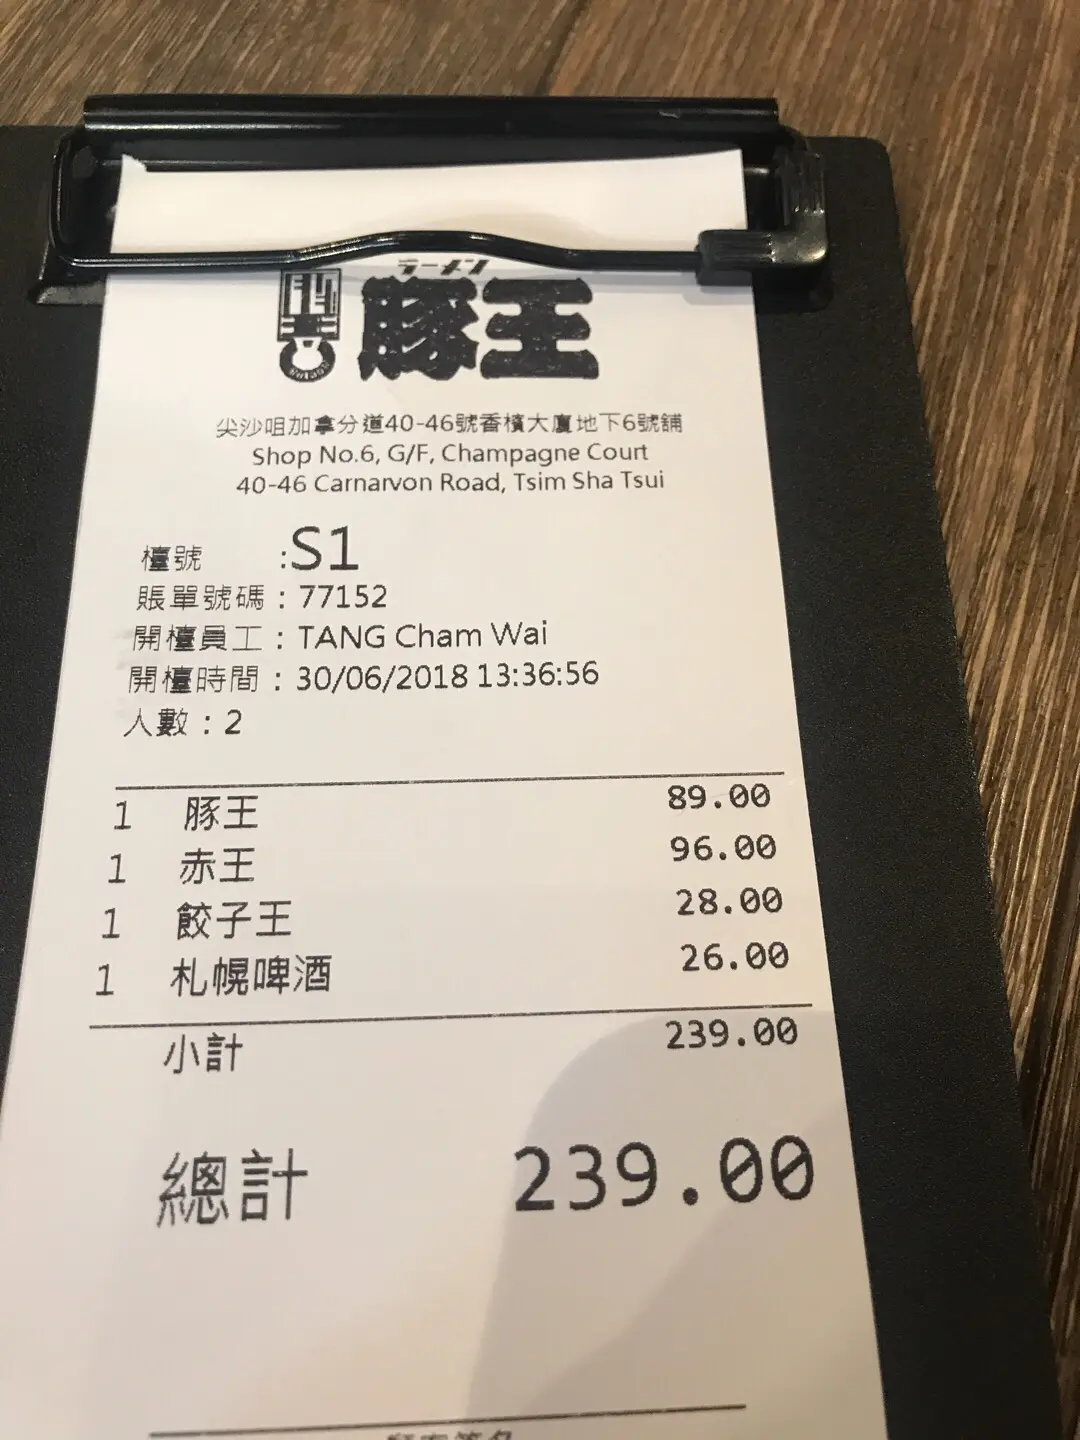 ラーメン
豚王
尖沙咀加拿分道40-46號香檳大廈地下6號舖
Shop No.6, G/F, Champagne Court
40-46 Carnarvon Road, Tsim Sha Tsui
檯號 :S1
賬單號碼 : 77152
開檯員工 : TANG Cham Wai
開檯時間 : 30/06/2018 13:36:56
人數 : 2
1 豚王 89.00
1 赤王 96.00
1 餃子王 28.00
1 札幌啤酒 26.00
小計 239.00
總計 239.00